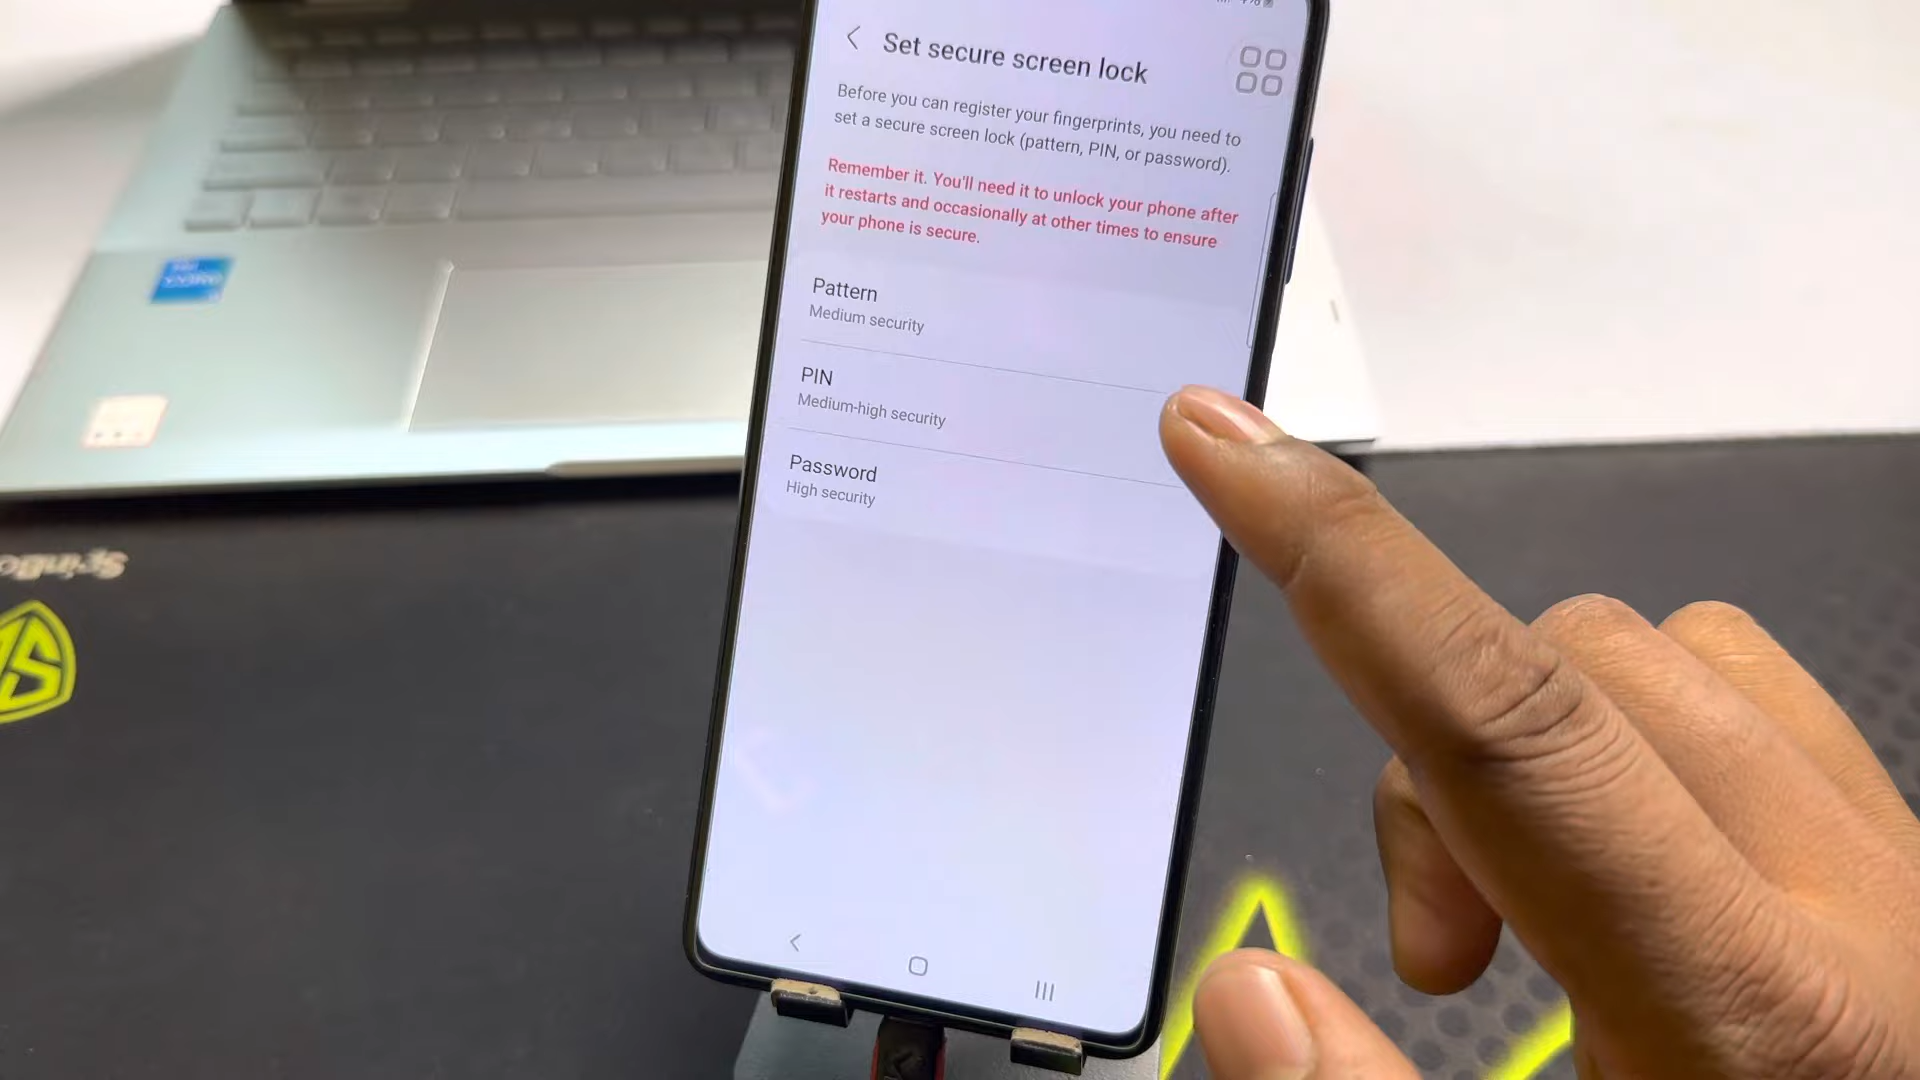 Set secure screen lock
Before you can register your fingerprints, you need to
set a secure screen lock (pattern, PIN, or password).
Remember it. You'll need it to unlock your phone after
it restarts and occasionally at other times to ensure
your phone is secure.
Pattern
Medium security
PIN
Medium-high security
Password
High security
CORE